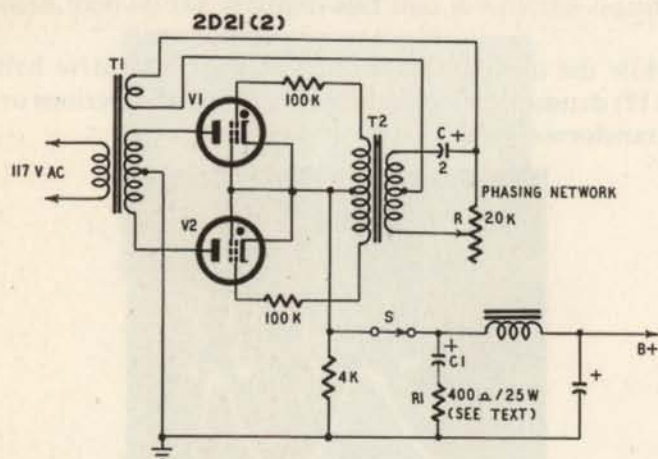 2D21(2)
T1
V1
100K
T2
C +
2
117 V AC
PHASING NETWORK
R
20K
V2
100K
S
4K
+
C1
R1
400Ω/25W
(SEE TEXT)
+
B+